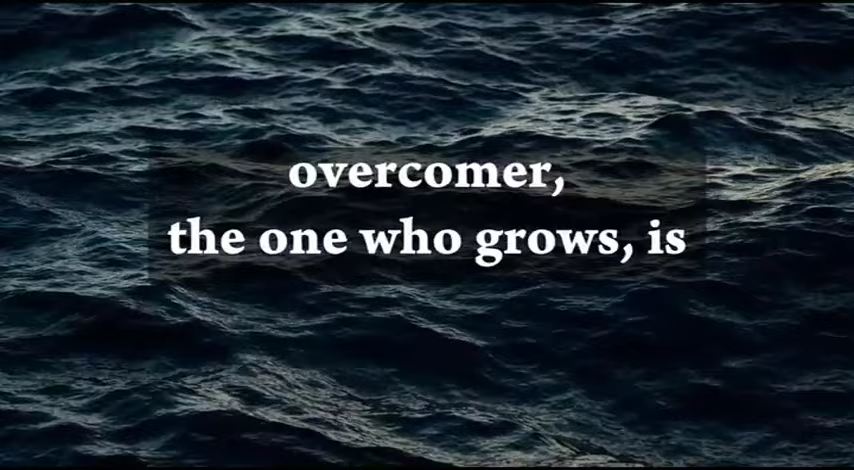 overcomer,
the one who grows, is